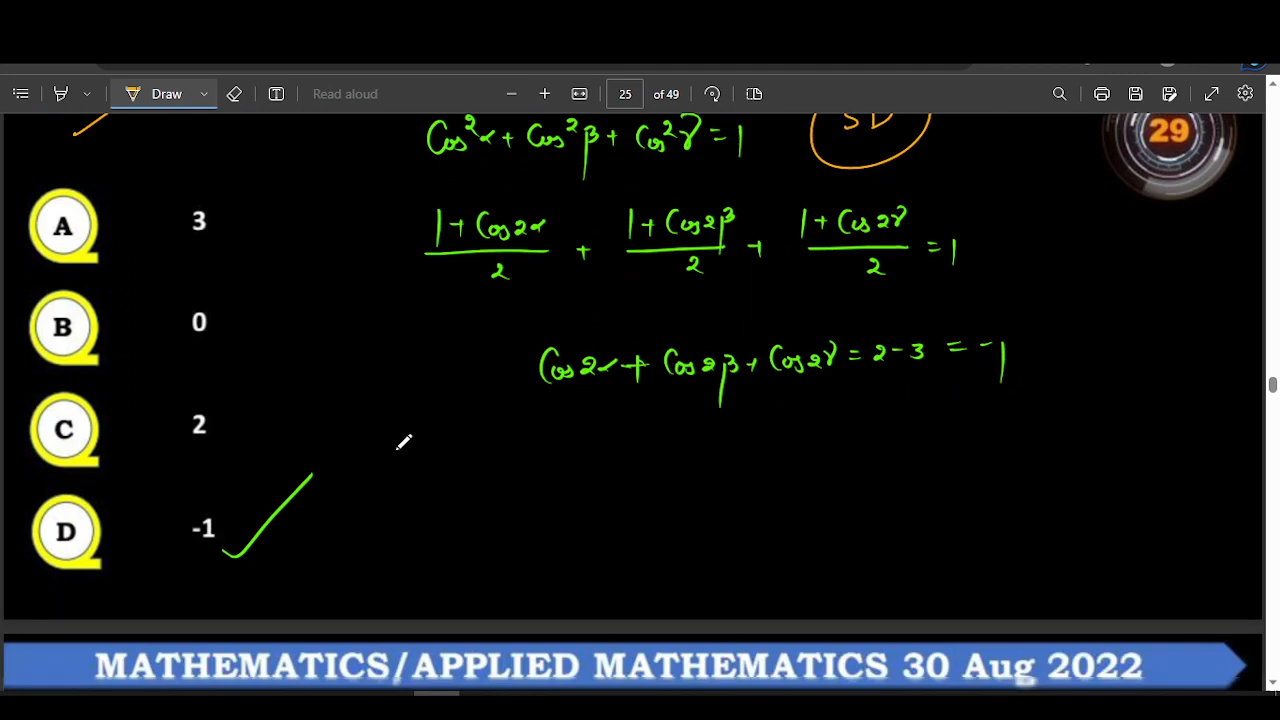 Draw
Read aloud
25 of 49
Cos²α + Cos²β + Cos²γ = 1
3D
29
A 3
1 + Cos2α / 2 + 1 + Cos2β / 2 + 1 + Cos2γ / 2 = 1
B 0
Cos2α + Cos2β + Cos2γ = 2 - 3 = -1
C 2
D -1
MATHEMATICS/APPLIED MATHEMATICS 30 Aug 2022